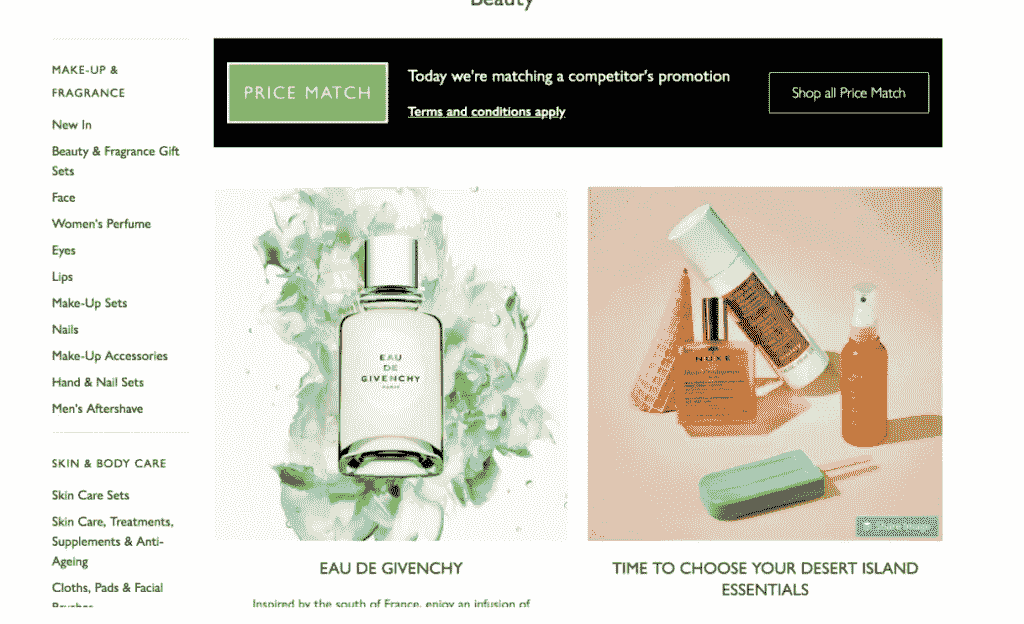 Beauty
MAKE-UP &
FRAGRANCE
New In
Beauty & Fragrance Gift
Sets
Face
Women's Perfume
Eyes
Lips
Make-Up Sets
Nails
Make-Up Accessories
Hand & Nail Sets
Men's Aftershave
SKIN & BODY CARE
Skin Care Sets
Skin Care, Treatments,
Supplements & Anti-
Ageing
Cloths, Pads & Facial
Brushes
PRICE MATCH
Today we're matching a competitor's promotion
Terms and conditions apply
Shop all Price Match
EAU
DE
GIVENCHY
PARIS
EAU DE GIVENCHY
Inspired by the south of France, enjoy an infusion of
NUXE
TIME TO CHOOSE YOUR DESERT ISLAND
ESSENTIALS